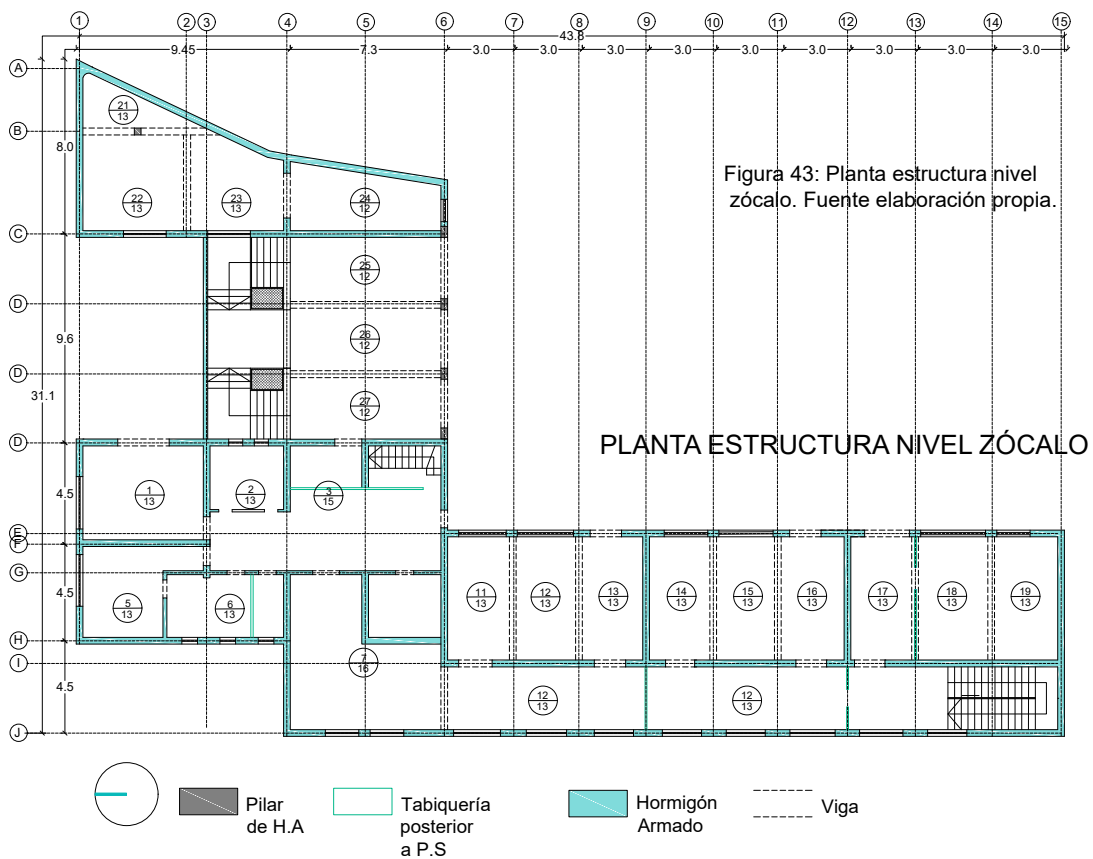 1 2 3 4 5 6 7 8 9 10 11 12 13 14 15
43.8
9.45 7.3 3.0 3.0 3.0 3.0 3.0 3.0 3.0 3.0 3.0
A
21
13
B
8.0
Figura 43: Planta estructura nivel
zócalo. Fuente elaboración propia.
22
13
23
13
24
12
C
25
12
D
9.6
26
12
D
31.1
27
12
D
PLANTA ESTRUCTURA NIVEL ZÓCALO
4.5
1
13
2
13
3
15
E
F
G
4.5
5
13
6
13
11
13
12
13
13
13
14
13
15
13
16
13
17
13
18
13
19
13
H
I
7
16
4.5
12
13
12
13
J
Pilar
de H.A
Tabiquería
posterior
a P.S
Hormigón
Armado
Viga